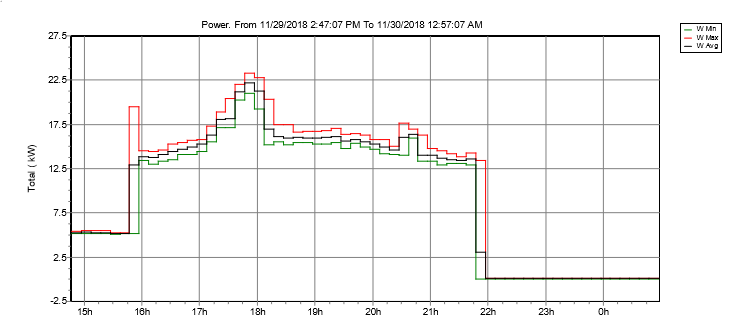 Power. From 11/29/2018 2:47:07 PM To 11/30/2018 12:57:07 AM
W Min
W Max
W Avg
27.5
22.5
17.5
12.5
7.5
2.5
-2.5
Total ( kW)
15h 16h 17h 18h 19h 20h 21h 22h 23h 0h